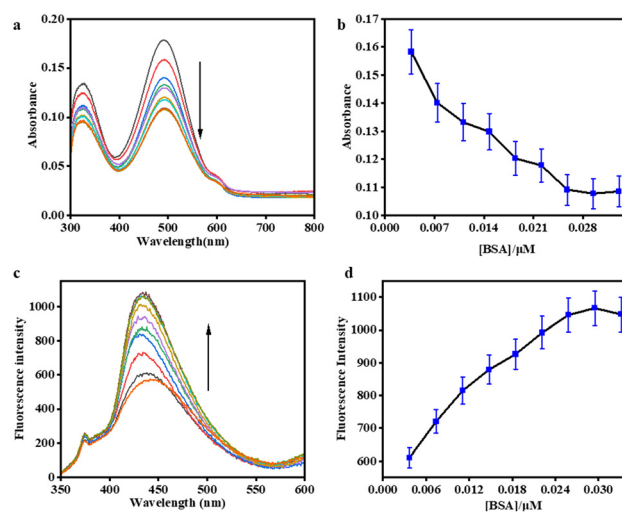 a
0.20
0.15
0.10
0.05
0.00
Absorbance
300 400 500 600 700 800
Wavelength(nm)
b
0.17
0.16
0.15
0.14
0.13
0.12
0.11
0.10
Absorbance
0.000 0.007 0.014 0.021 0.028
[BSA]/μM
c
1000
800
600
400
200
0
Fluorescence Intensity
350 400 450 500 550 600
Wavelength (nm)
d
1100
1000
900
800
700
600
Fluorescence Intensity
0.000 0.006 0.012 0.018 0.024 0.030
[BSA]/μM